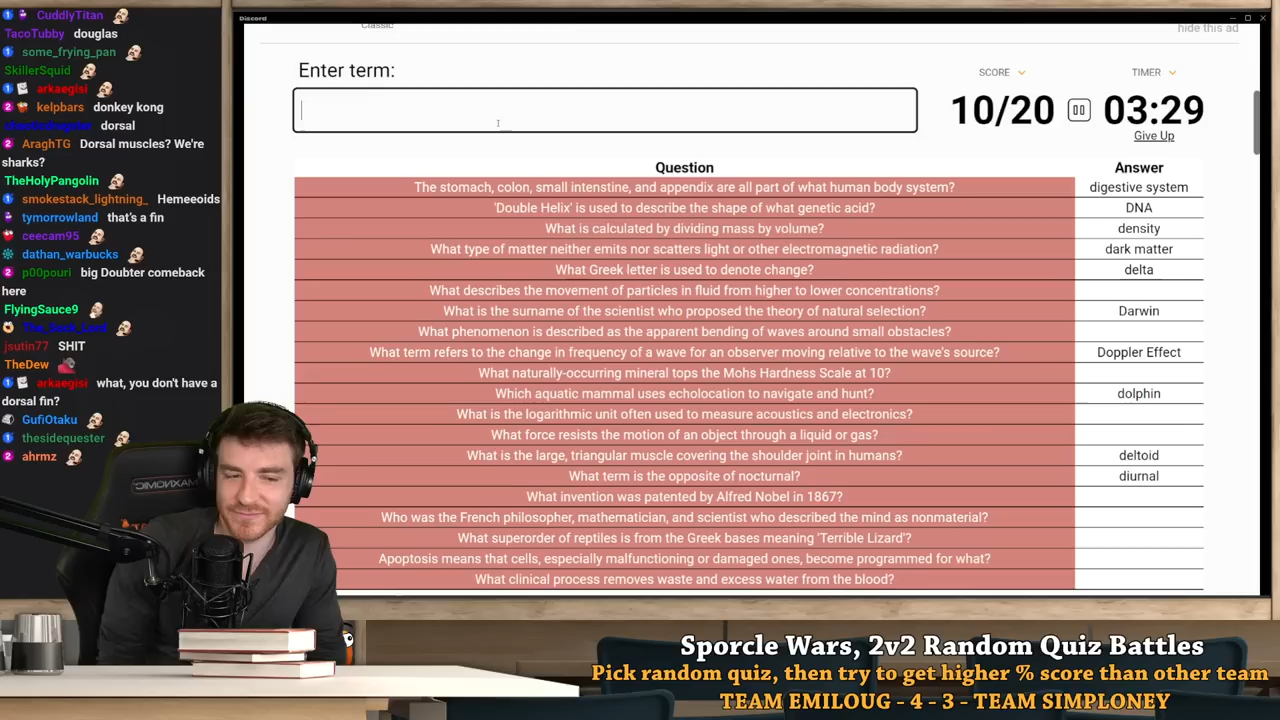 CuddlyTitan
TacoTubby douglas
some_frying_pan
SkillerSquid
arkaegisi
kelpbars donkey kong
dorsal
AraghTG Dorsal muscles? We're
sharks?
TheHolyPangolin
smokestack_lightning_ Hemeeoids
tymorrowland that's a fin
ceecam95
dathan_warbucks
p00pouri big Doubter comeback
here
FlyingSauce9
jsutin77 SHIT
TheDew
arkaegisi what, you don't have a
dorsal fin?
GufiOtaku
thesidequester
ahrmz
Discord
Classic
hide this ad
Enter term:
SCORE
TIMER
10/20
03:29
Give Up
Question Answer
The stomach, colon, small intenstine, and appendix are all part of what human body system? digestive system
'Double Helix' is used to describe the shape of what genetic acid? DNA
What is calculated by dividing mass by volume? density
What type of matter neither emits nor scatters light or other electromagnetic radiation? dark matter
What Greek letter is used to denote change? delta
What describes the movement of particles in fluid from higher to lower concentrations?
What is the surname of the scientist who proposed the theory of natural selection? Darwin
What phenomenon is described as the apparent bending of waves around small obstacles?
What term refers to the change in frequency of a wave for an observer moving relative to the wave's source? Doppler Effect
What naturally-occurring mineral tops the Mohs Hardness Scale at 10?
Which aquatic mammal uses echolocation to navigate and hunt? dolphin
What is the logarithmic unit often used to measure acoustics and electronics?
What force resists the motion of an object through a liquid or gas?
What is the large, triangular muscle covering the shoulder joint in humans? deltoid
What term is the opposite of nocturnal? diurnal
What invention was patented by Alfred Nobel in 1867?
Who was the French philosopher, mathematician, and scientist who described the mind as nonmaterial?
What superorder of reptiles is from the Greek bases meaning 'Terrible Lizard'?
Apoptosis means that cells, especially malfunctioning or damaged ones, become programmed for what?
What clinical process removes waste and excess water from the blood?
MAXNOMIC
Sporcle Wars, 2v2 Random Quiz Battles
Pick random quiz, then try to get higher % score than other team
TEAM EMILOUG - 4 - 3 - TEAM SIMPLONEY